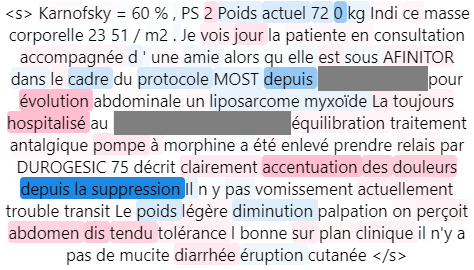 <s> Karnofsky = 60 % , PS 2 Poids actuel 72 0 kg Indi ce masse
corporelle 23 51 / m2 . Je vois jour la patiente en consultation
accompagnée d ' une amie alors qu elle est sous AFINITOR
dans le cadre du protocole MOST depuis pour
évolution abdominale un liposarcome myxoïde La toujours
hospitalisé au équilibration traitement
antalgique pompe à morphine a été enlevé prendre relais par
DUROGESIC 75 décrit clairement accentuation des douleurs
depuis la suppression Il n y pas vomissement actuellement
trouble transit Le poids légère diminution palpation on perçoit
abdomen dis tendu tolérance l bonne sur plan clinique il n'y a
pas de mucite diarrhée éruption cutanée </s>